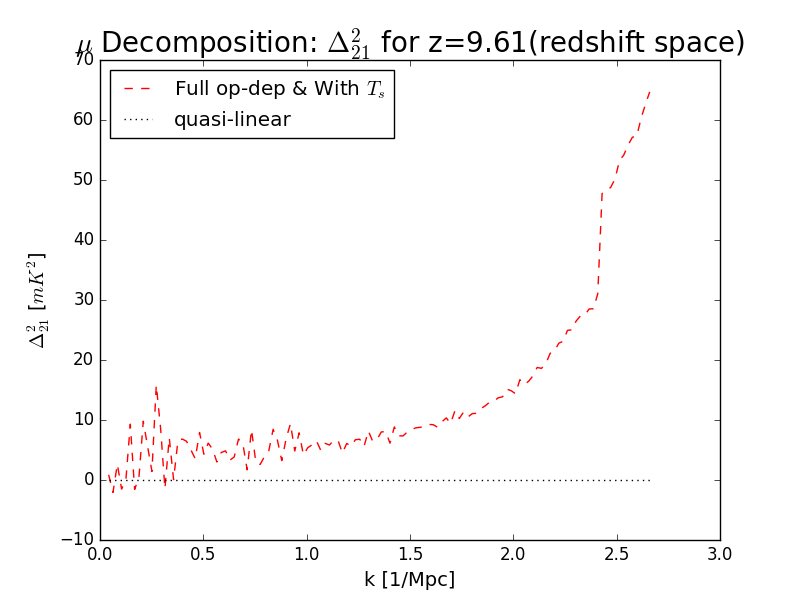 μ Decomposition: Δ²₂₁ for z=9.61(redshift space)
Full op-dep & With Tₛ
quasi-linear
70
60
50
40
30
20
10
0
−10
0.0 0.5 1.0 1.5 2.0 2.5 3.0
k [1/Mpc]
Δ²₂₁ [mK²]